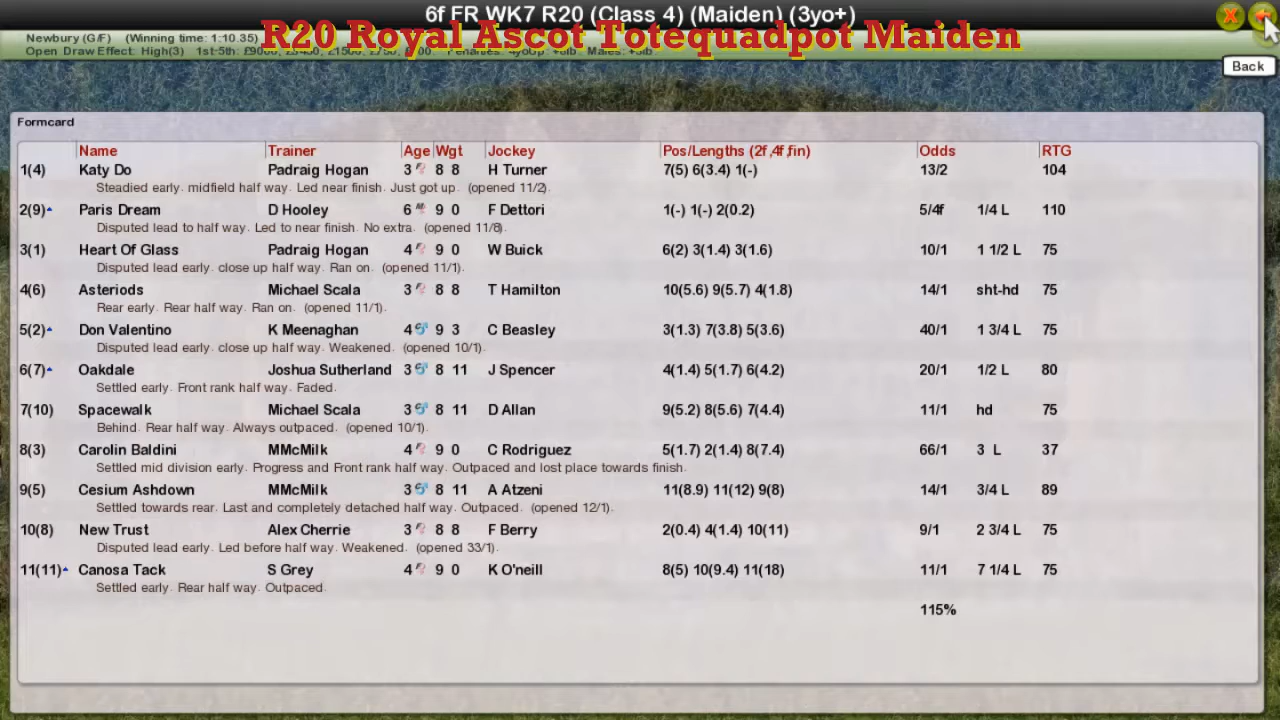 6f FR WK7 R20 (Class 4) (Maiden) (3yo+)
R20 Royal Ascot Totequadpot Maiden
Newbury (G/F) (Winning time: 1:10.35)
Open Draw Effect: High(3) 1st-5th:
Back
Formcard
Name Trainer Age Wgt Jockey Pos/Lengths (2f,4f,fin) Odds RTG
1(4) Katy Do Padraig Hogan 3 8 8 H Turner 7(5) 6(3.4) 1(-) 13/2 104
Steadied early. midfield half way. Led near finish. Just got up. (opened 11/2).
2(9) Paris Dream D Hooley 6 9 0 F Dettori 1(-) 1(-) 2(0.2) 5/4f 1/4 L 110
Disputed lead to half way. Led to near finish. No extra. (opened 11/8).
3(1) Heart Of Glass Padraig Hogan 4 9 0 W Buick 6(2) 3(1.4) 3(1.6) 10/1 1 1/2 L 75
Disputed lead early. close up half way. Ran on. (opened 11/1).
4(6) Asteriods Michael Scala 3 8 8 T Hamilton 10(5.6) 9(5.7) 4(1.8) 14/1 sht-hd 75
Rear early. Rear half way. Ran on. (opened 11/1).
5(2) Don Valentino K Meenaghan 4 9 3 C Beasley 3(1.3) 7(3.8) 5(3.6) 40/1 1 3/4 L 75
Disputed lead early. close up half way. Weakened. (opened 10/1).
6(7) Oakdale Joshua Sutherland 3 8 11 J Spencer 4(1.4) 5(1.7) 6(4.2) 20/1 1/2 L 80
Settled early. Front rank half way. Faded.
7(10) Spacewalk Michael Scala 3 8 11 D Allan 9(5.2) 8(5.6) 7(4.4) 11/1 hd 75
Behind. Rear half way. Always outpaced. (opened 10/1).
8(3) Carolin Baldini MMcMilk 4 9 0 C Rodriguez 5(1.7) 2(1.4) 8(7.4) 66/1 3 L 37
Settled mid division early. Progress and Front rank half way. Outpaced and lost place towards finish.
9(5) Cesium Ashdown MMcMilk 3 8 11 A Atzeni 11(8.9) 11(12) 9(8) 14/1 3/4 L 89
Settled towards rear. Last and completely detached half way. Outpaced. (opened 12/1).
10(8) New Trust Alex Cherrie 3 8 8 F Berry 2(0.4) 4(1.4) 10(11) 9/1 2 3/4 L 75
Disputed lead early. Led before half way. Weakened. (opened 33/1).
11(11) Canosa Tack S Grey 4 9 0 K O'neill 8(5) 10(9.4) 11(18) 11/1 7 1/4 L 75
Settled early. Rear half way. Outpaced.
115%